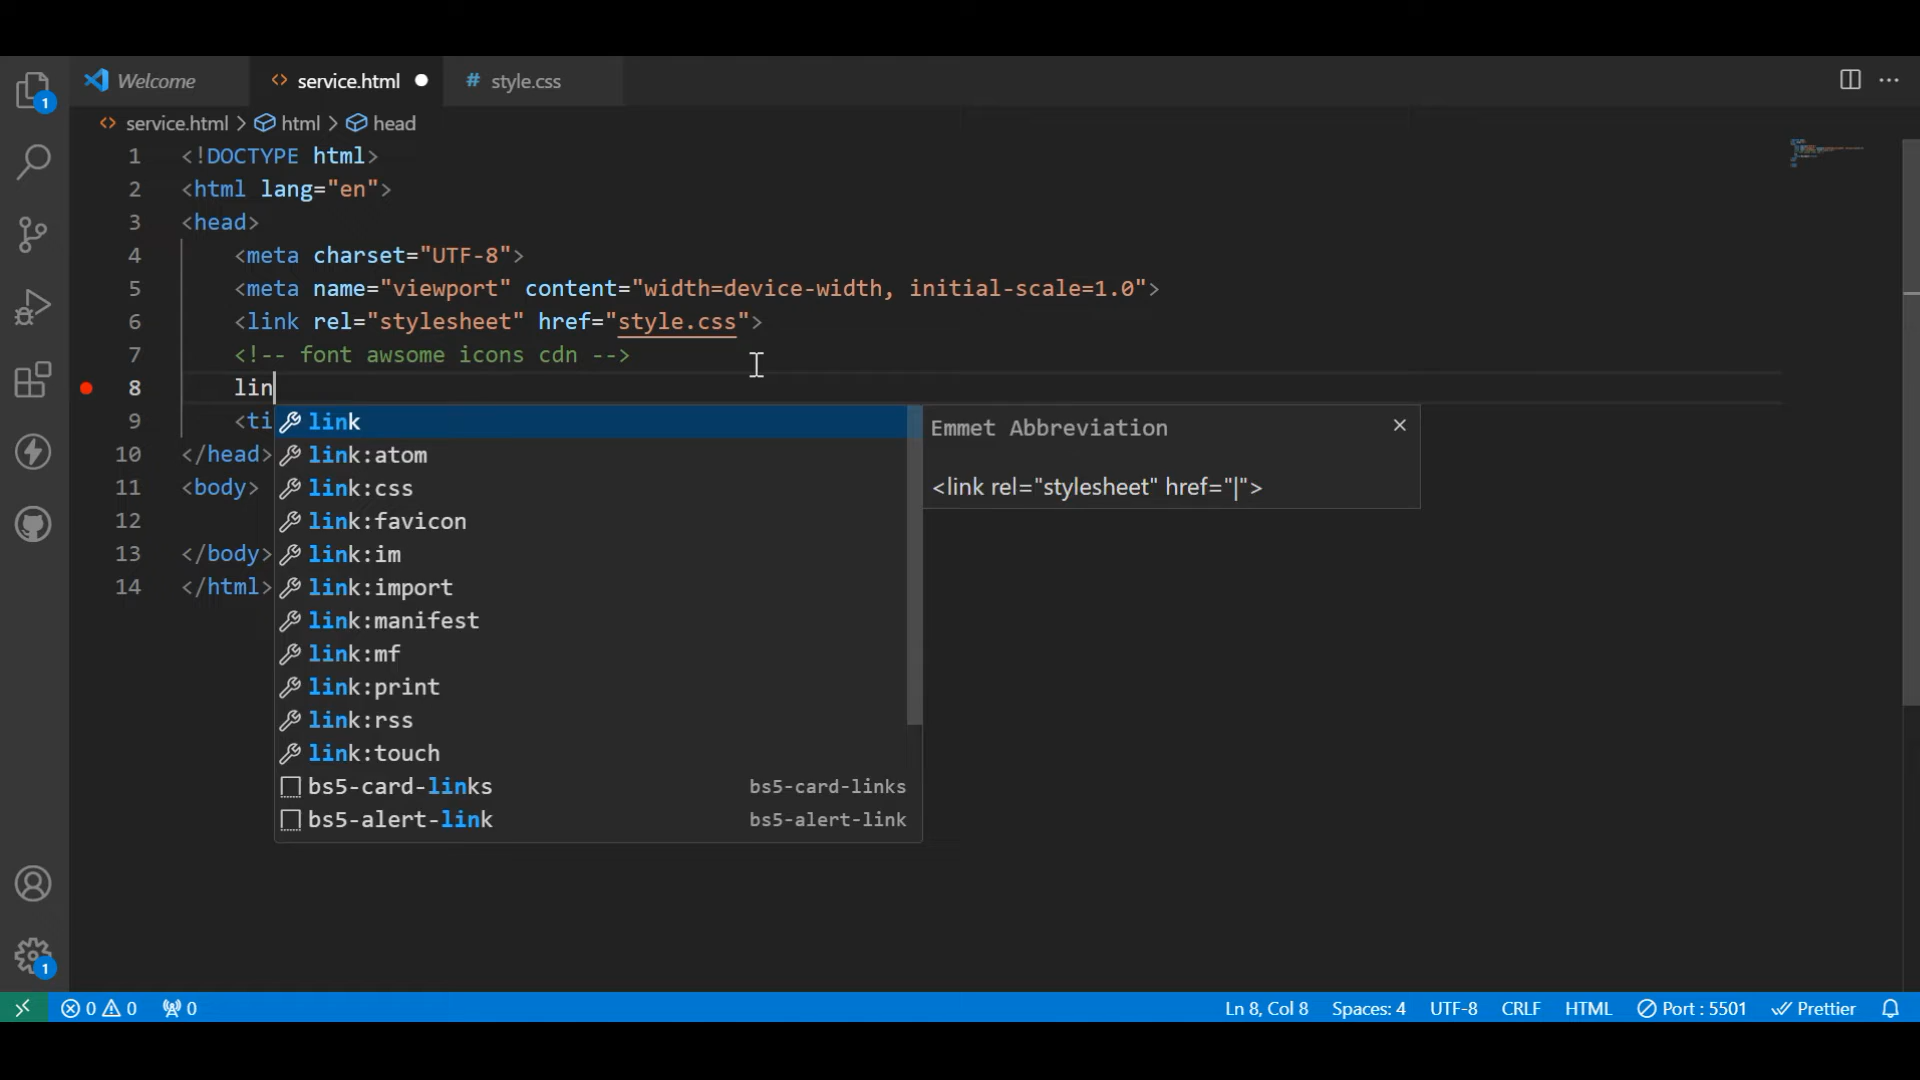 Welcome service.html style.css
1
service.html html head
1 <!DOCTYPE html>
2 <html lang="en">
3 <head>
4 <meta charset="UTF-8">
5 <meta name="viewport" content="width=device-width, initial-scale=1.0">
6 <link rel="stylesheet" href="style.css">
7 <!-- font awsome icons cdn -->
8 lin
9 <ti
10 </head>
11 <body>
12
13 </body>
14 </html>
link
link:atom
link:css
link:favicon
link:im
link:import
link:manifest
link:mf
link:print
link:rss
link:touch
bs5-card-links bs5-card-links
bs5-alert-link bs5-alert-link
Emmet Abbreviation
<link rel="stylesheet" href="|">
1
0 0 0 Ln 8, Col 8 Spaces: 4 UTF-8 CRLF HTML Port : 5501 Prettier